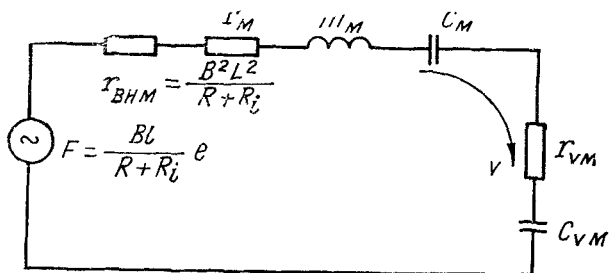 r_M m_M C_M
r_BHM = B²L² / R + R_i
F = Bl / R + R_i e
V
r_VM
C_VM